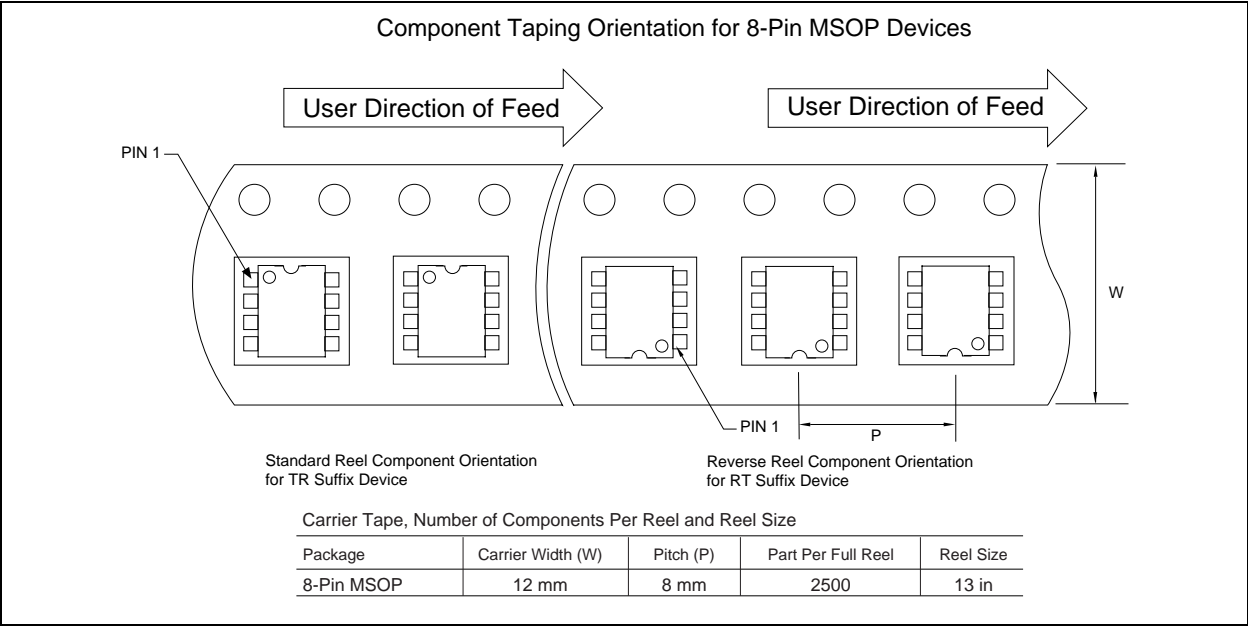 Component Taping Orientation for 8-Pin MSOP Devices
User Direction of Feed
User Direction of Feed
PIN 1
W
PIN 1
P
Standard Reel Component Orientation
for TR Suffix Device
Reverse Reel Component Orientation
for RT Suffix Device
Carrier Tape, Number of Components Per Reel and Reel Size
Package Carrier Width (W) Pitch (P) Part Per Full Reel Reel Size
8-Pin MSOP 12 mm 8 mm 2500 13 in